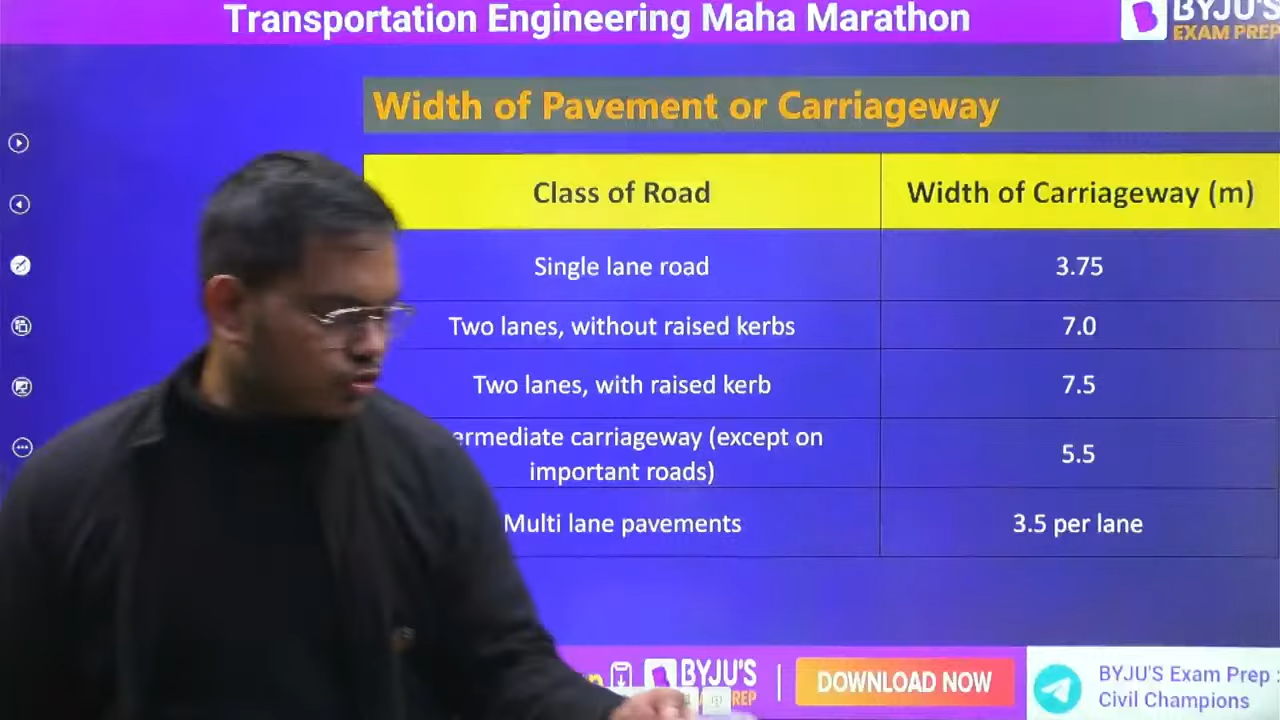 Transportation Engineering Maha Marathon
BYJU'S
EXAM PREP
Width of Pavement or Carriageway
Class of Road
Width of Carriageway (m)
Single lane road
3.75
Two lanes, without raised kerbs
7.0
Two lanes, with raised kerb
7.5
ermediate carriageway (except on
important roads)
5.5
Multi lane pavements
3.5 per lane
BYJU'S
REP
DOWNLOAD NOW
BYJU'S Exam Prep :
Civil Champions